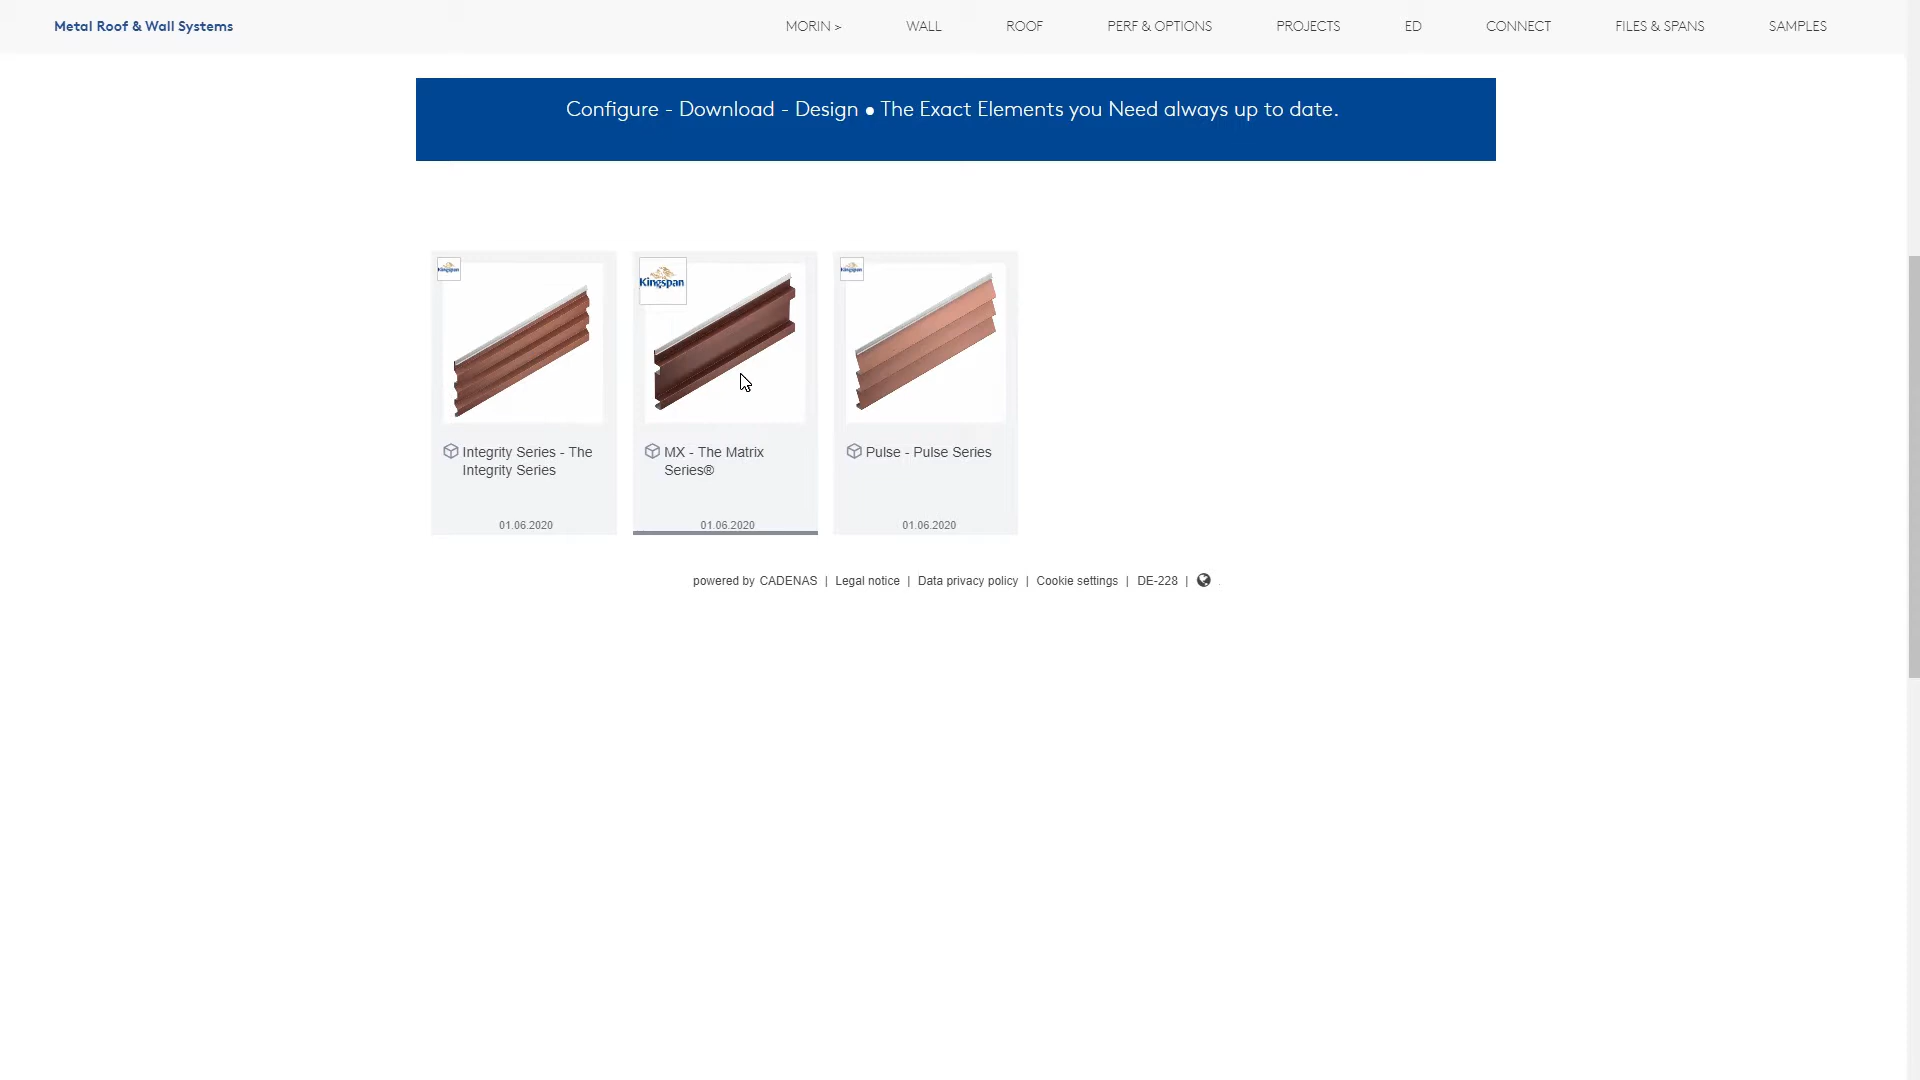 Metal Roof & Wall Systems
MORIN >
WALL
ROOF
PERF & OPTIONS
PROJECTS
ED
CONNECT
FILES & SPANS
SAMPLES
Configure - Download - Design ● The Exact Elements you Need always up to date.
Kingspan
Kingspan
Kingspan
Integrity Series - The
Integrity Series
01.06.2020
MX - The Matrix
Series®
01.06.2020
Pulse - Pulse Series
01.06.2020
powered by CADENAS | Legal notice | Data privacy policy | Cookie settings | DE-228 |